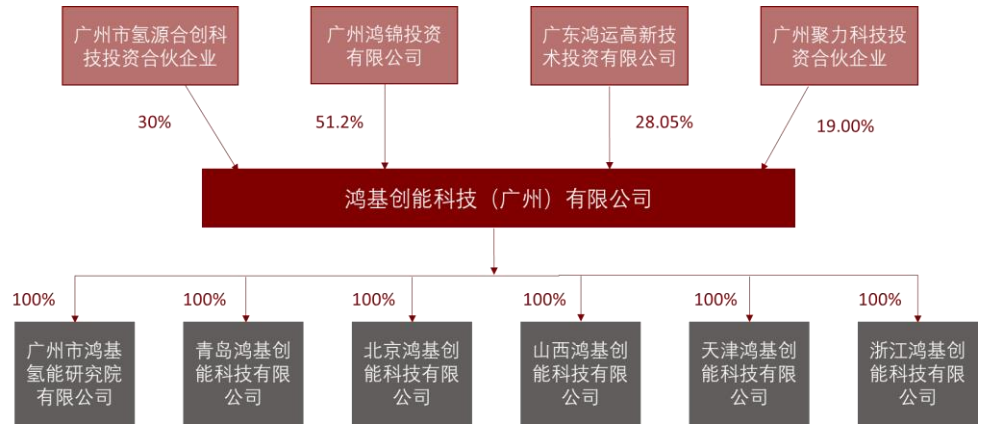 广州市氢源合创科
技投资合伙企业
广州鸿锦投资
有限公司
广东鸿运高新技
术投资有限公司
广州聚力科技投
资合伙企业
30%
51.2%
28.05%
19.00%
鸿基创能科技（广州）有限公司
100%
100%
100%
100%
100%
100%
广州市鸿基
氢能研究院
有限公司
青岛鸿基创
能科技有限
公司
北京鸿基创
能科技有限
公司
山西鸿基创
能科技有限
公司
天津鸿基创
能科技有限
公司
浙江鸿基创
能科技有限
公司